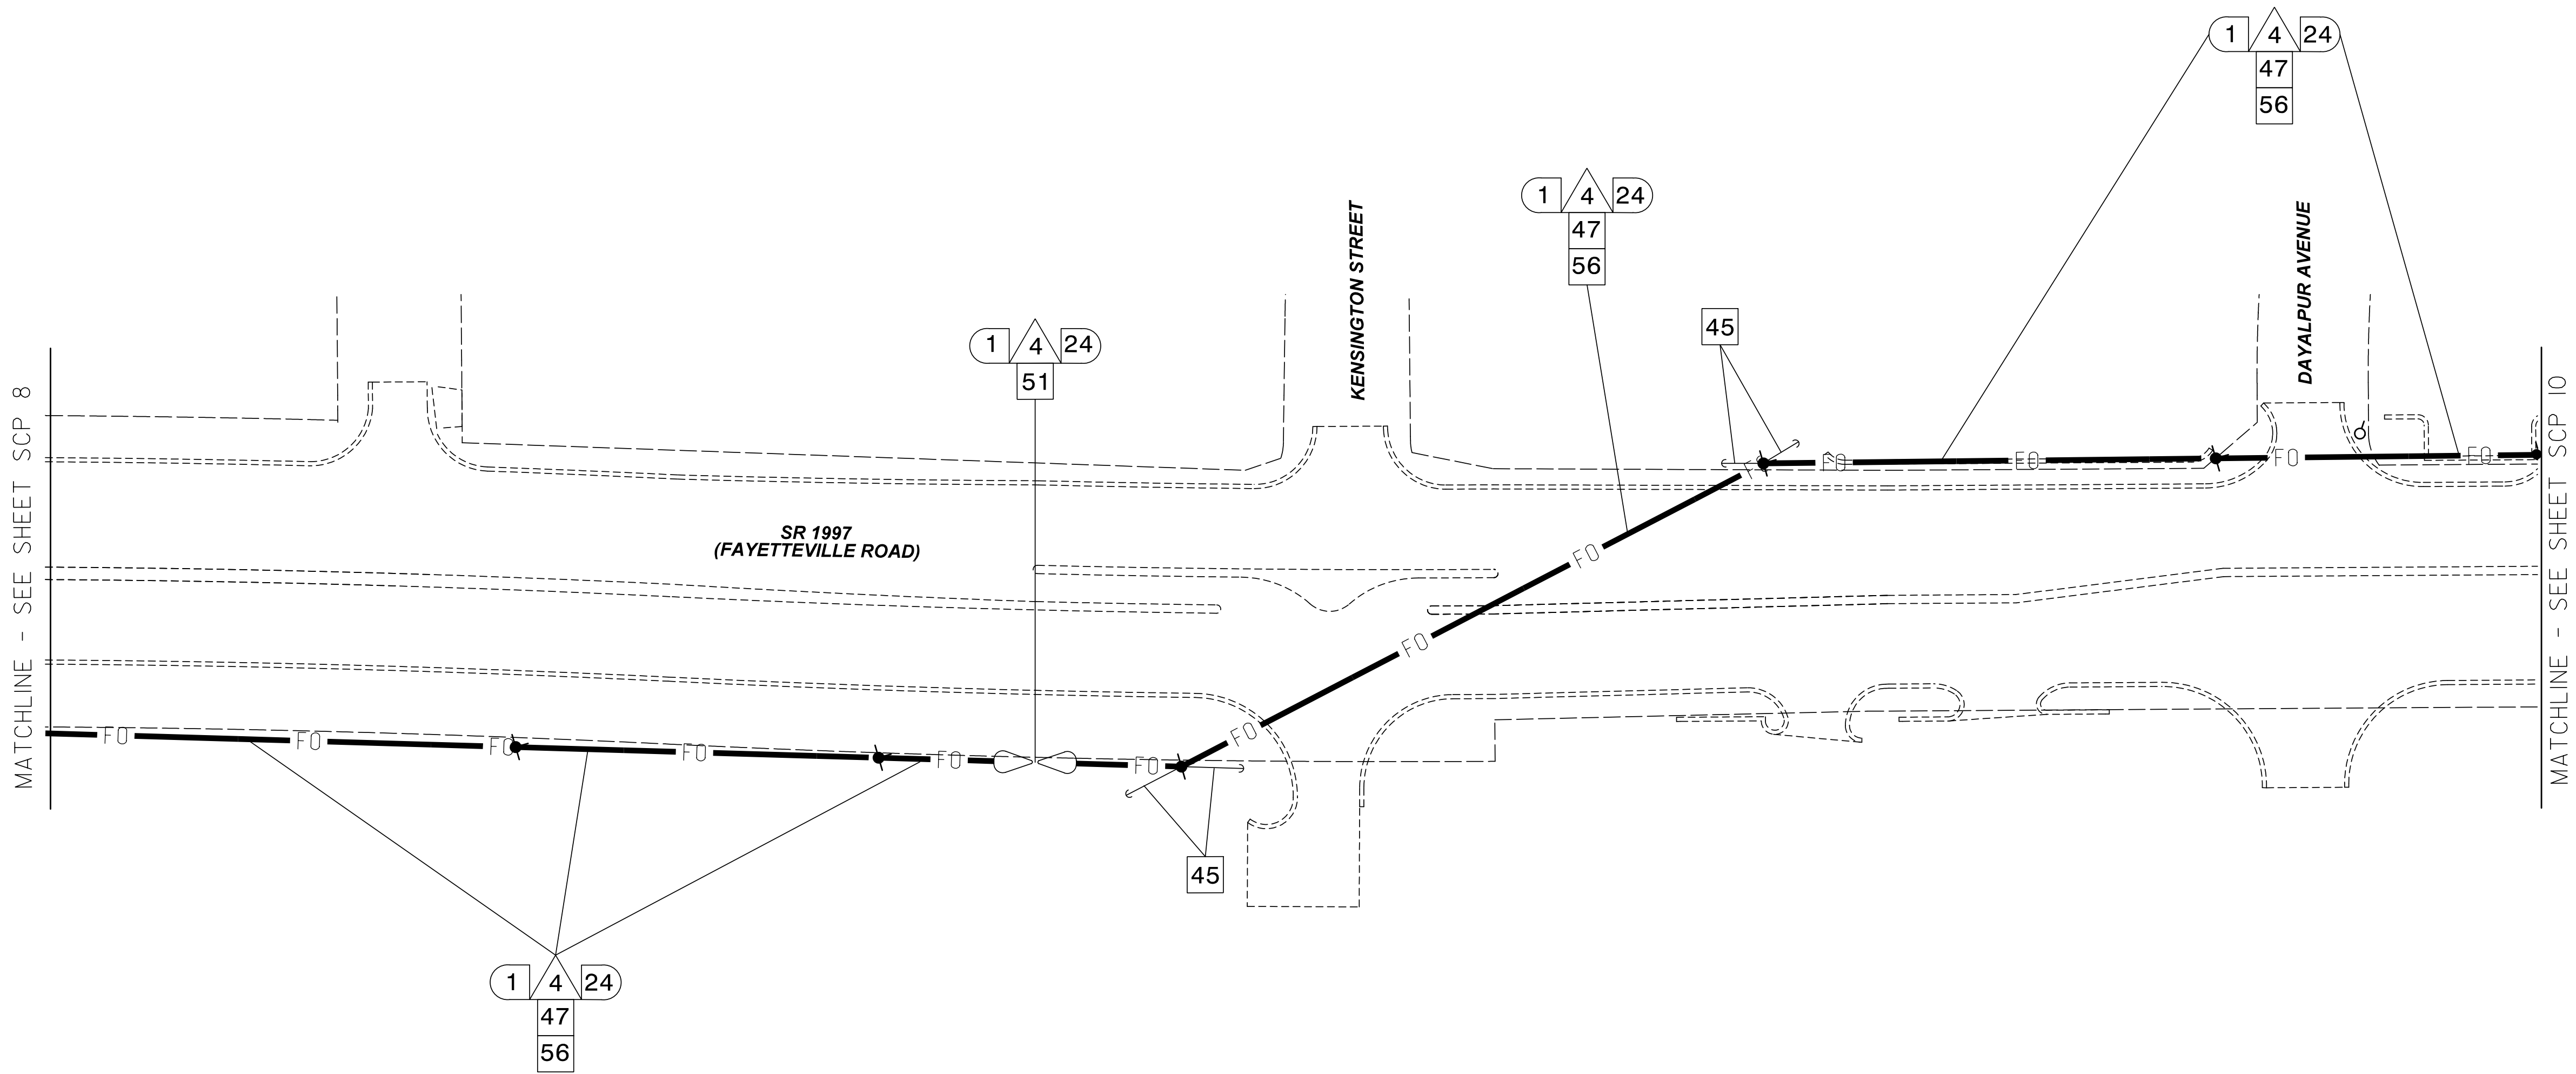 1 4 24
47
56
1 4 24
47
56
KENSINGTON STREET
DAYALPUR AVENUE
45
1 4 24
51
MATCHLINE - SEE SHEET SCP 8
MATCHLINE - SEE SHEET SCP 10
FO FO FO FO
SR 1997
(FAYETTEVILLE ROAD)
FO
FO
FO
FO FO FO FO FO FO
45
1 4 24
47
56